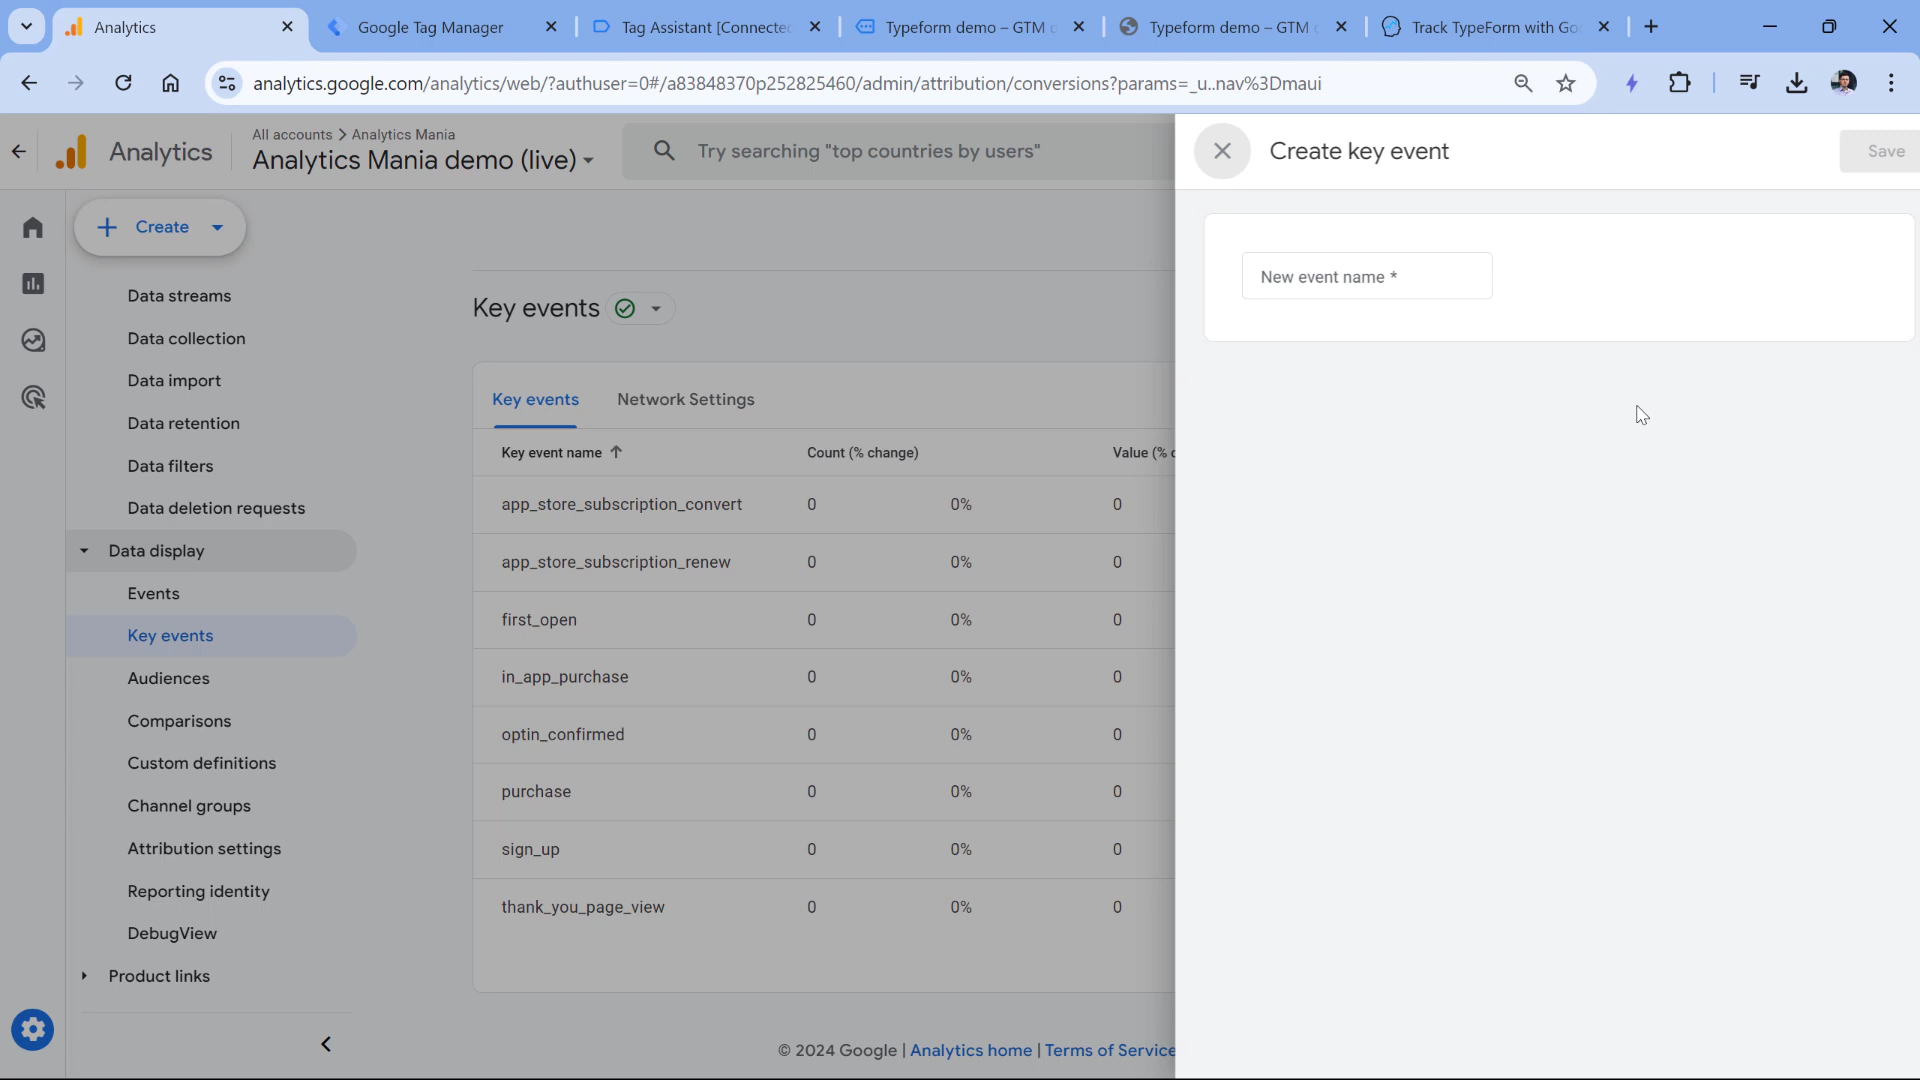 Analytics
Google Tag Manager
Tag Assistant [Connected
Typeform demo – GTM
Typeform demo – GTM
Track TypeForm with Go
analytics.google.com/analytics/web/?authuser=0#/a83848370p252825460/admin/attribution/conversions?params=_u..nav%3Dmaui
Analytics
All accounts > Analytics Mania
Analytics Mania demo (live)
Try searching "top countries by users"
Create key event
Save
Create
New event name *
Data streams
Data collection
Data import
Data retention
Data filters
Data deletion requests
Data display
Events
Key events
Audiences
Comparisons
Custom definitions
Channel groups
Attribution settings
Reporting identity
DebugView
Product links
Key events
Key events Network Settings
Key event name Count (% change) Value (% c
app_store_subscription_convert 0 0% 0
app_store_subscription_renew 0 0% 0
first_open 0 0% 0
in_app_purchase 0 0% 0
optin_confirmed 0 0% 0
purchase 0 0% 0
sign_up 0 0% 0
thank_you_page_view 0 0% 0
© 2024 Google | Analytics home | Terms of Service